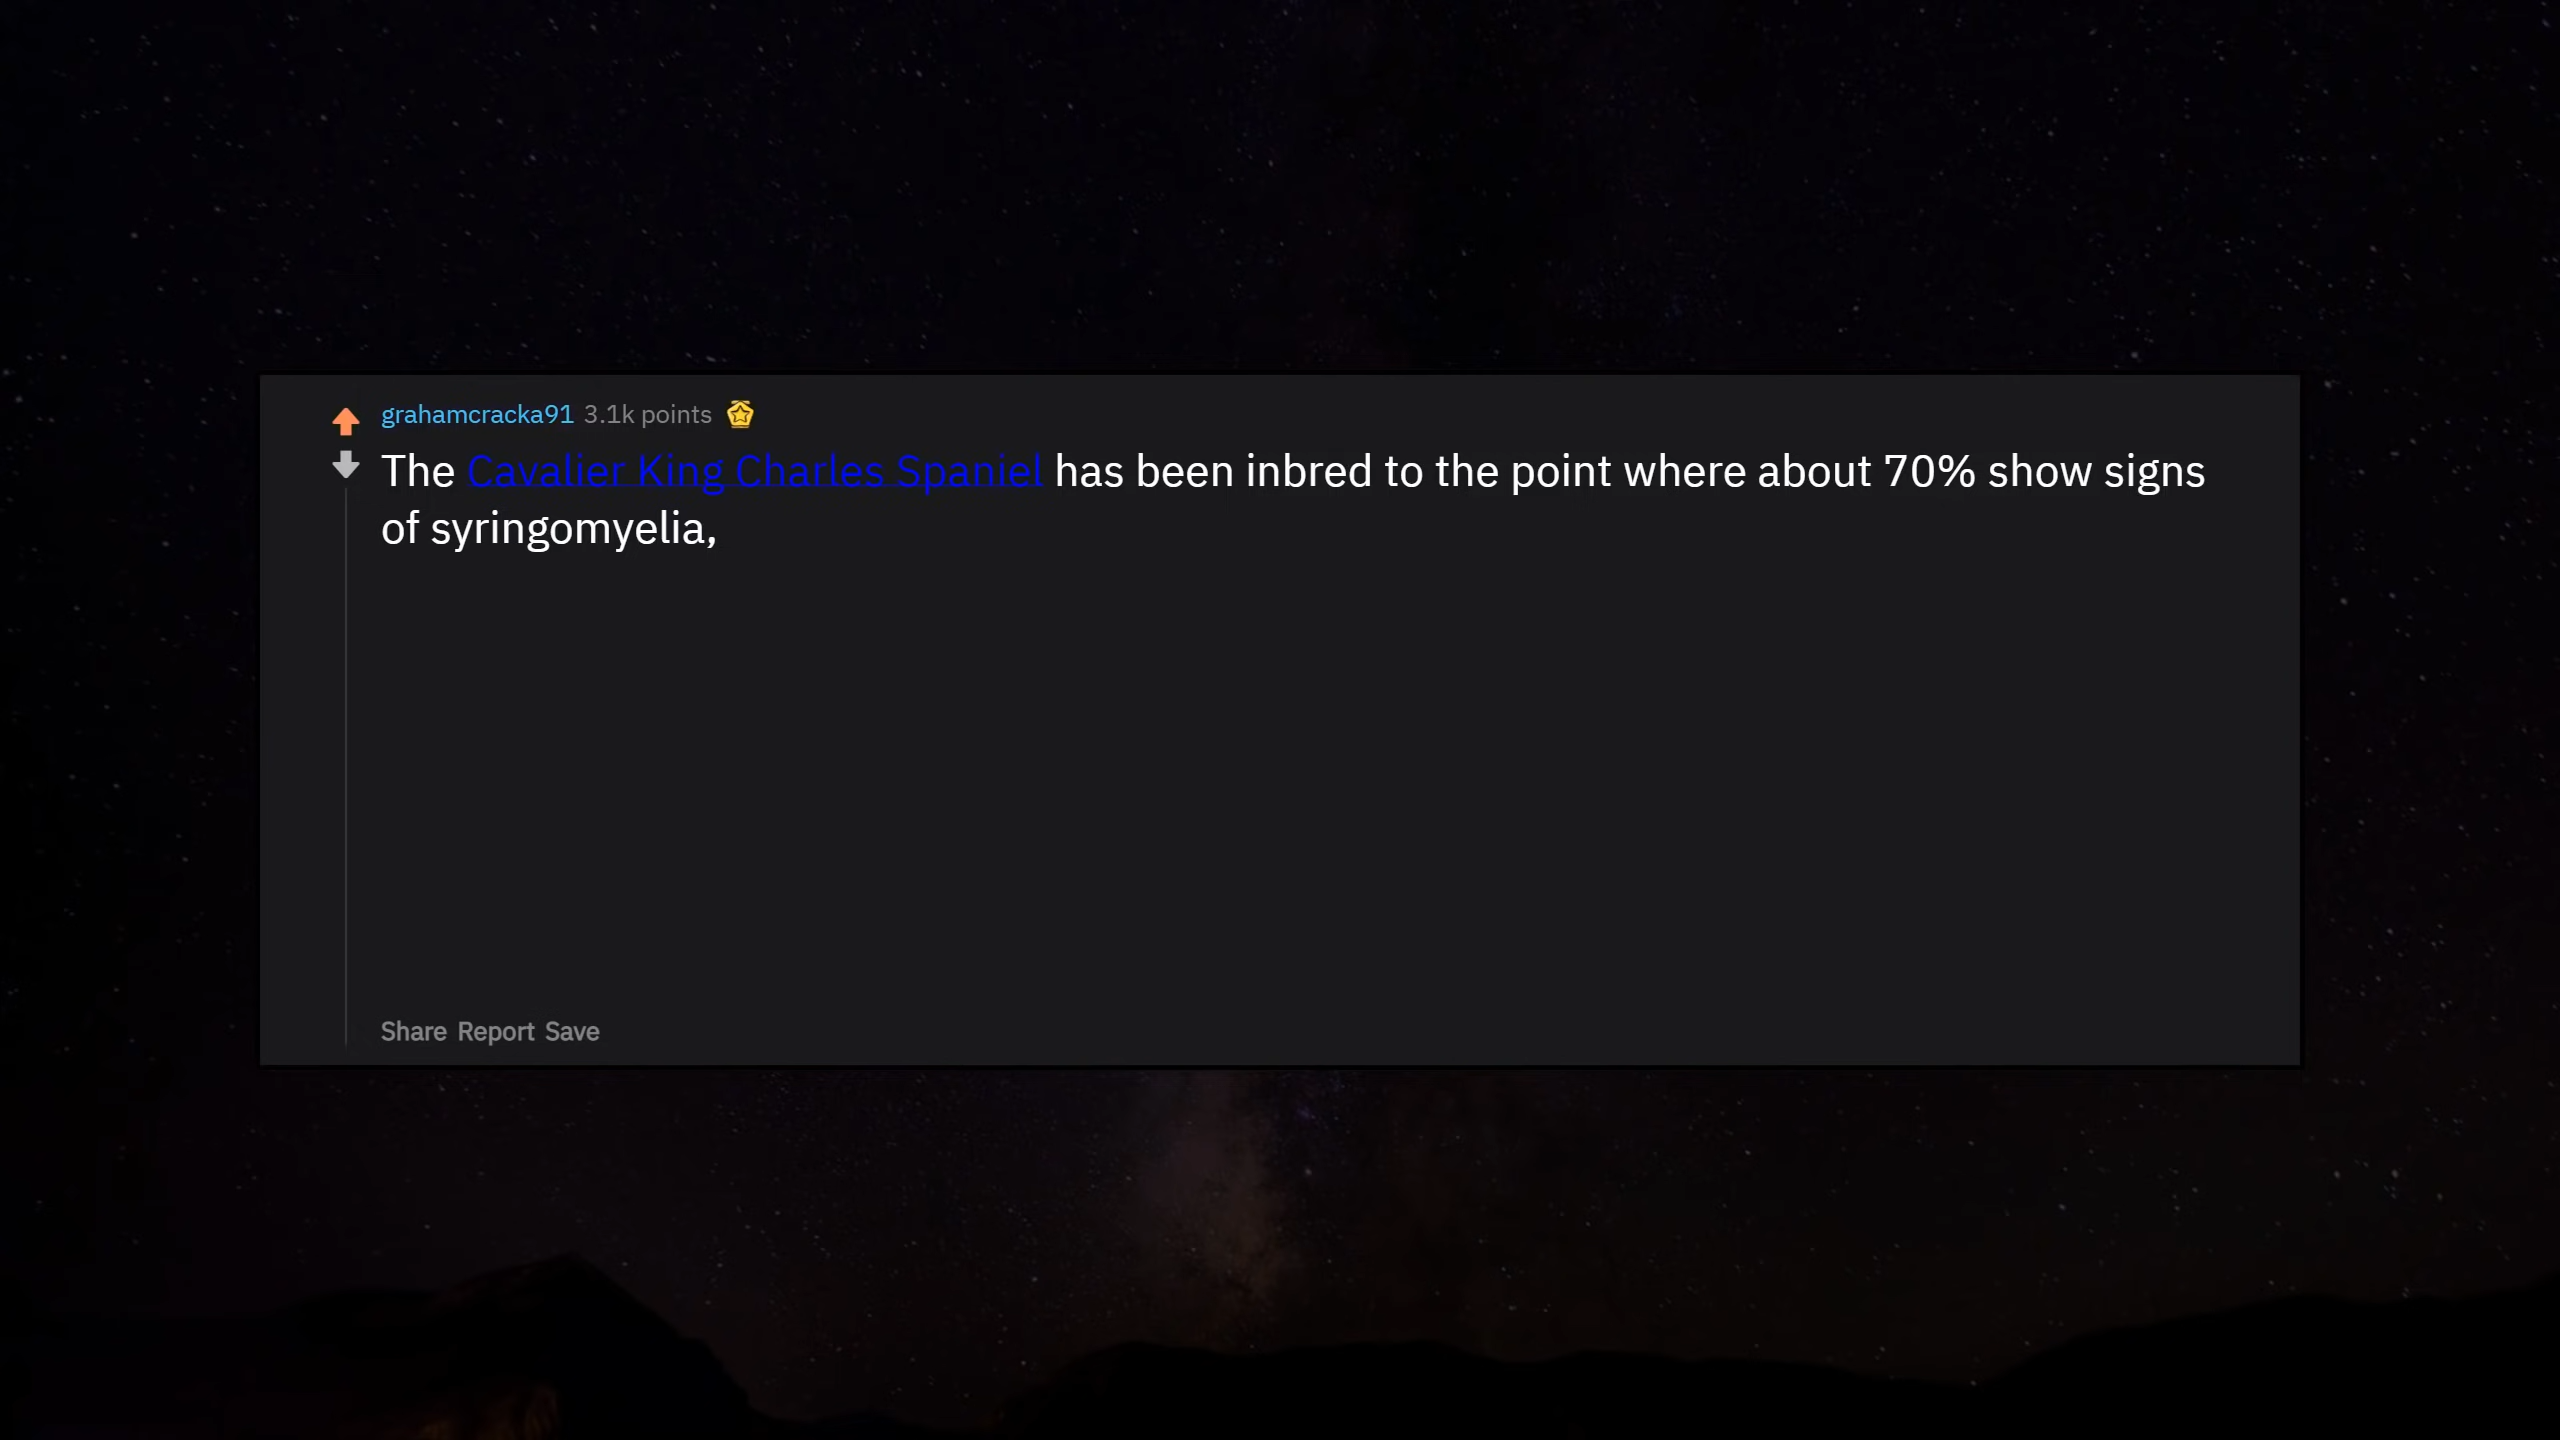 grahamcracka91 3.1k points
The Cavalier King Charles Spaniel has been inbred to the point where about 70% show signs
of syringomyelia,
Share Report Save